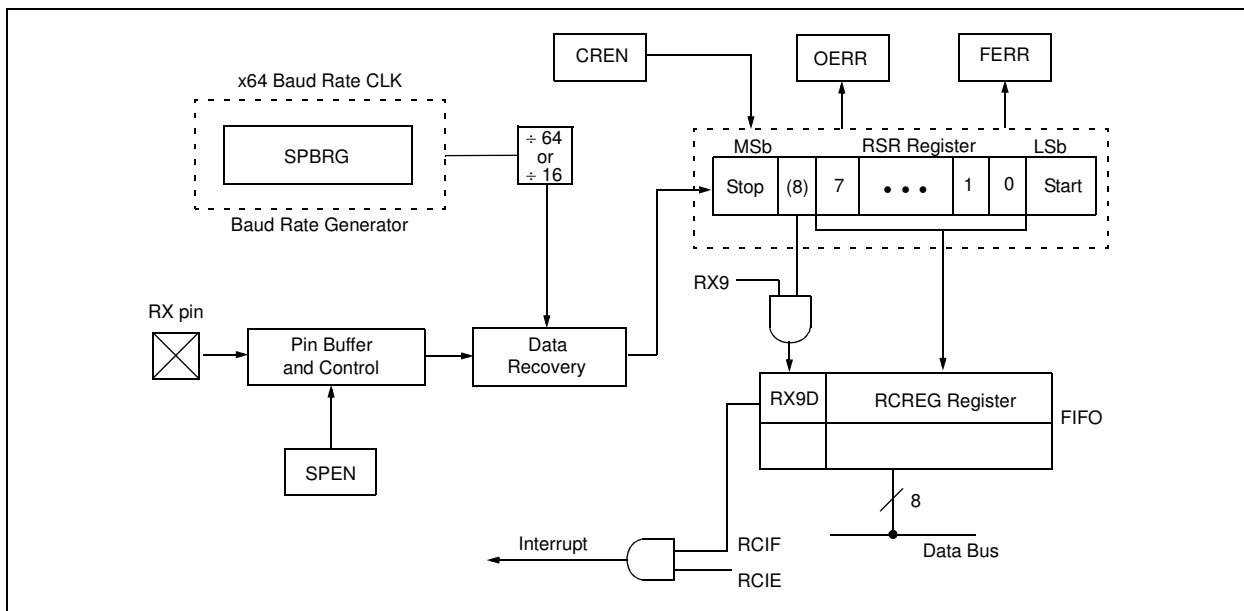 CREN
OERR
FERR
x64 Baud Rate CLK
SPBRG
Baud Rate Generator
÷ 64
or
÷ 16
MSb
RSR Register
LSb
Stop
(8)
7
• • •
1
0
Start
RX9
RX pin
Pin Buffer
and Control
Data
Recovery
SPEN
RX9D
RCREG Register
FIFO
8
Data Bus
Interrupt
RCIF
RCIE